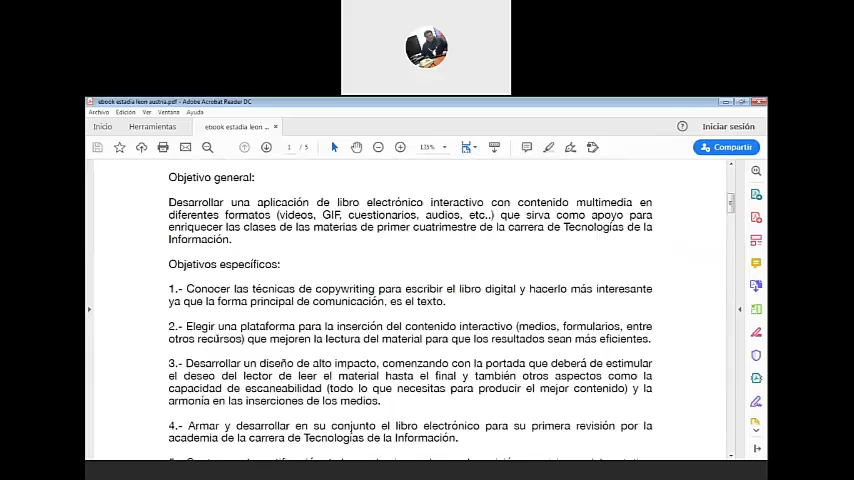 ebook estadia leon austria.pdf - Adobe Acrobat Reader DC
Archivo Edición Ver Ventana Ayuda
Inicio Herramientas ebook estadia leon ... × Iniciar sesión
1 / 5 125% Compartir
Objetivo general:
Desarrollar una aplicación de libro electrónico interactivo con contenido multimedia en
diferentes formatos (videos, GIF, cuestionarios, audios, etc..) que sirva como apoyo para
enriquecer las clases de las materias de primer cuatrimestre de la carrera de Tecnologías de la
Información.
Objetivos específicos:
1.- Conocer las técnicas de copywriting para escribir el libro digital y hacerlo más interesante
ya que la forma principal de comunicación, es el texto.
2.- Elegir una plataforma para la inserción del contenido interactivo (medios, formularios, entre
otros recursos) que mejoren la lectura del material para que los resultados sean más eficientes.
3.- Desarrollar un diseño de alto impacto, comenzando con la portada que deberá de estimular
el deseo del lector de leer el material hasta el final y también otros aspectos como la
capacidad de escaneabilidad (todo lo que necesitas para producir el mejor contenido) y la
armonía en las inserciones de los medios.
4.- Armar y desarrollar en su conjunto el libro electrónico para su primera revisión por la
academia de la carrera de Tecnologías de la Información.